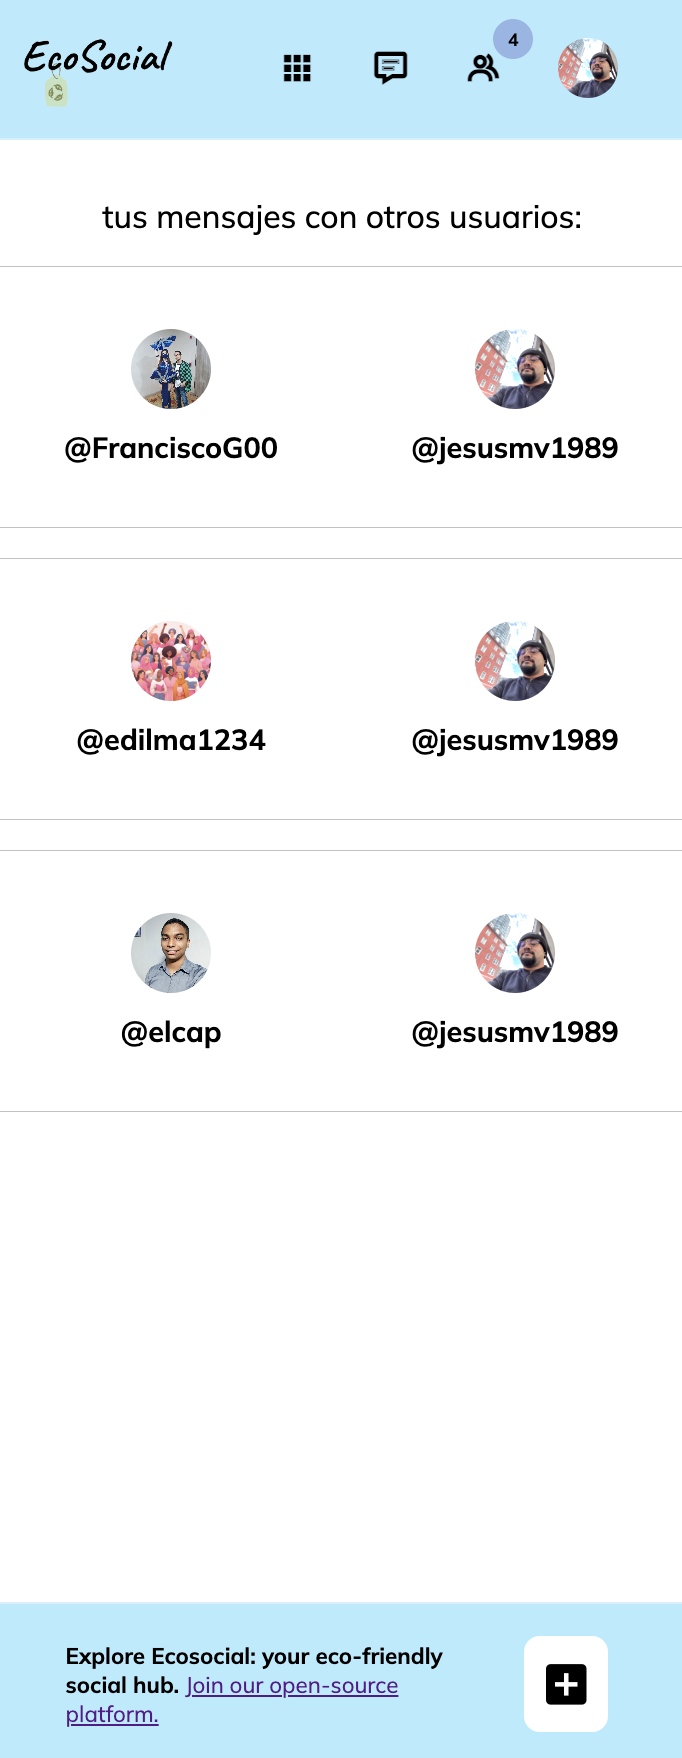 EcoSocial
4
tus mensajes con otros usuarios:
@FranciscoG00
@jesusmv1989
@edilma1234
@jesusmv1989
@elcap
@jesusmv1989
Explore Ecosocial: your eco-friendly
social hub. Join our open-source
platform.